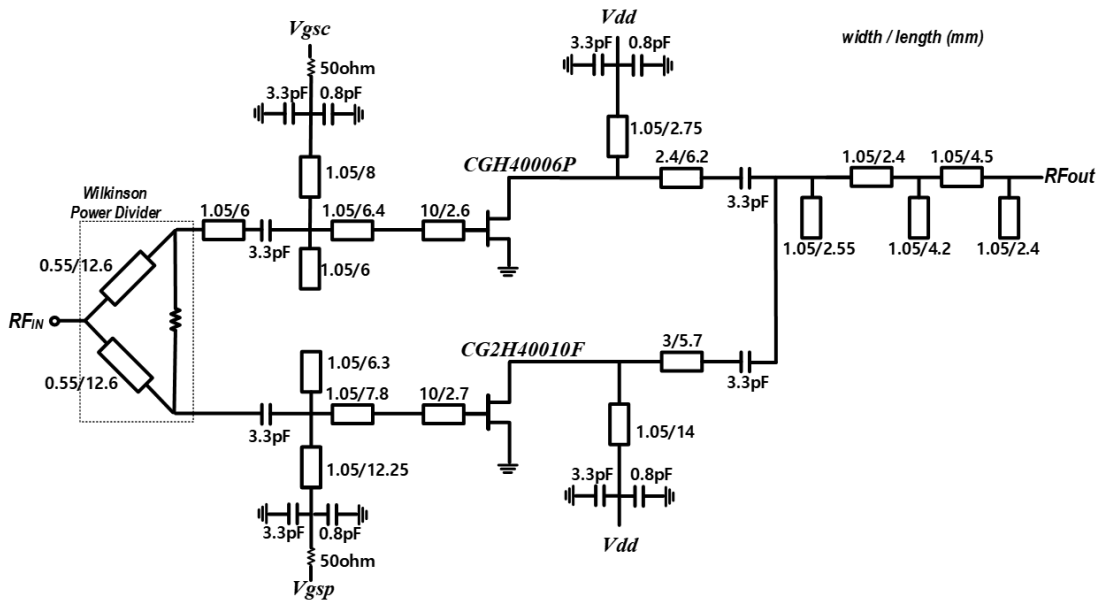 Vgsc
50ohm
3.3pF
0.8pF
1.05/8
Vdd
3.3pF
0.8pF
1.05/2.75
width / length (mm)
CGH40006P
2.4/6.2
3.3pF
1.05/2.4
1.05/4.5
RFout
1.05/2.55
1.05/4.2
1.05/2.4
Wilkinson
Power Divider
1.05/6
3.3pF
1.05/6.4
10/2.6
1.05/6
0.55/12.6
RFIN
0.55/12.6
CG2H40010F
3/5.7
3.3pF
1.05/6.3
1.05/7.8
10/2.7
3.3pF
1.05/12.25
1.05/14
3.3pF
0.8pF
Vdd
3.3pF
0.8pF
50ohm
Vgsp